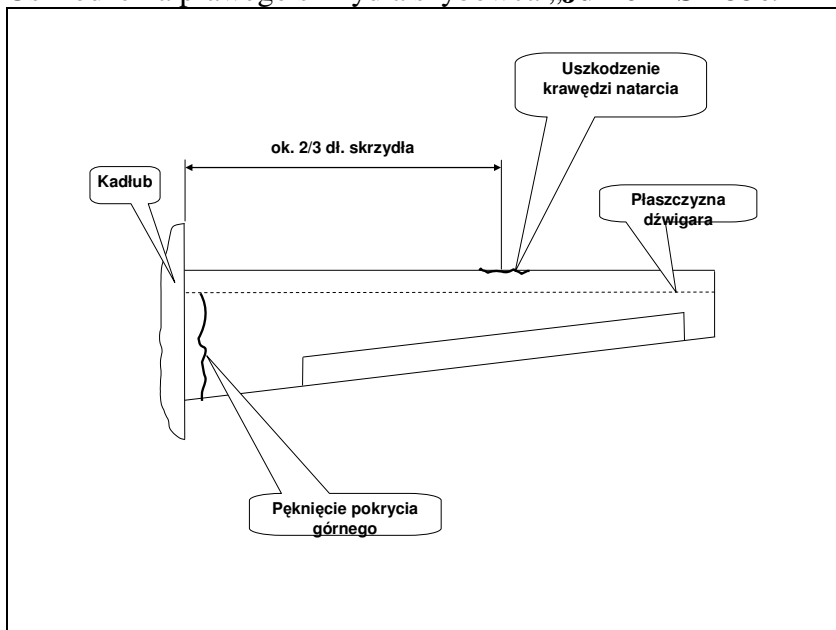 Uszkodzenie
krawędzi natarcia
ok. 2/3 dł. skrzydła
Kadłub
Płaszczyzna
dźwigara
Pęknięcie pokrycia
górnego